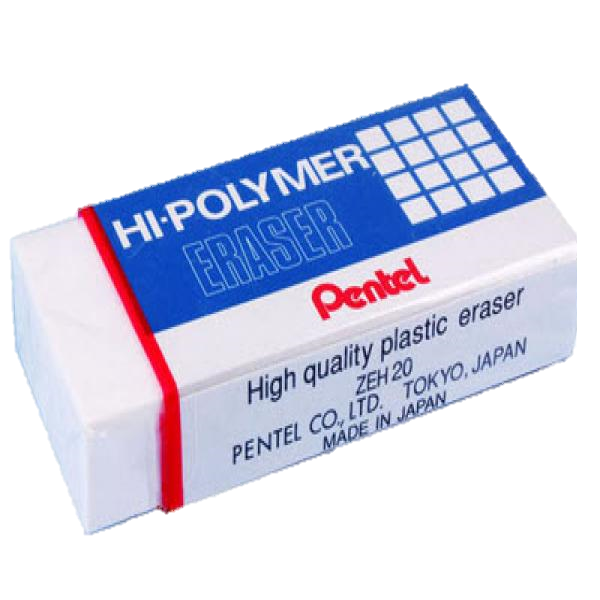 HI-POLYMER
ERASER
Pentel
High quality plastic eraser
ZEH 20
PENTEL CO., LTD. TOKYO, JAPAN
MADE IN JAPAN